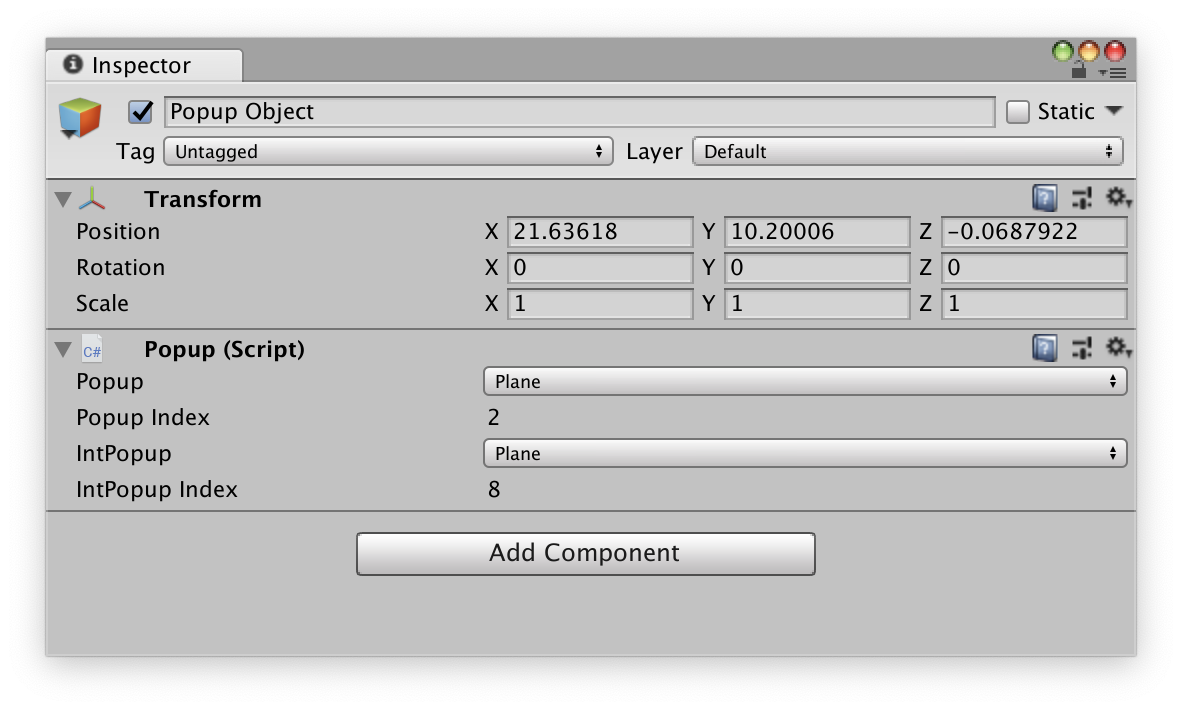 Inspector
Popup Object Static
Tag Untagged Layer Default
Transform
Position X 21.63618 Y 10.20006 Z -0.0687922
Rotation X 0 Y 0 Z 0
Scale X 1 Y 1 Z 1
C# Popup (Script)
Popup Plane
Popup Index 2
IntPopup Plane
IntPopup Index 8
Add Component